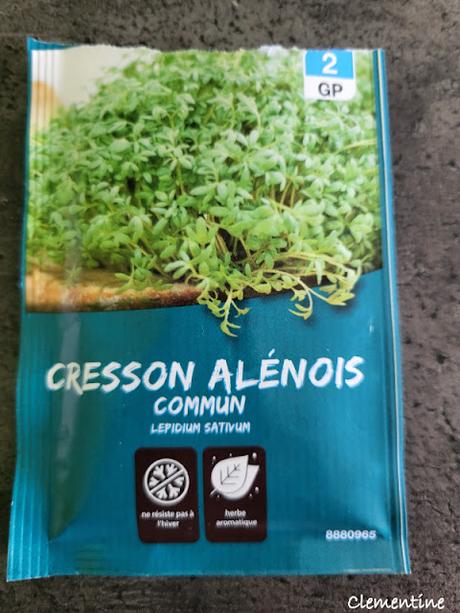 2
GP
CRESSON ALÉNOIS
COMMUN
LEPIDIUM SATIVUM
ne résiste pas à
l'hiver
herbe
aromatique
8880965
Clementine